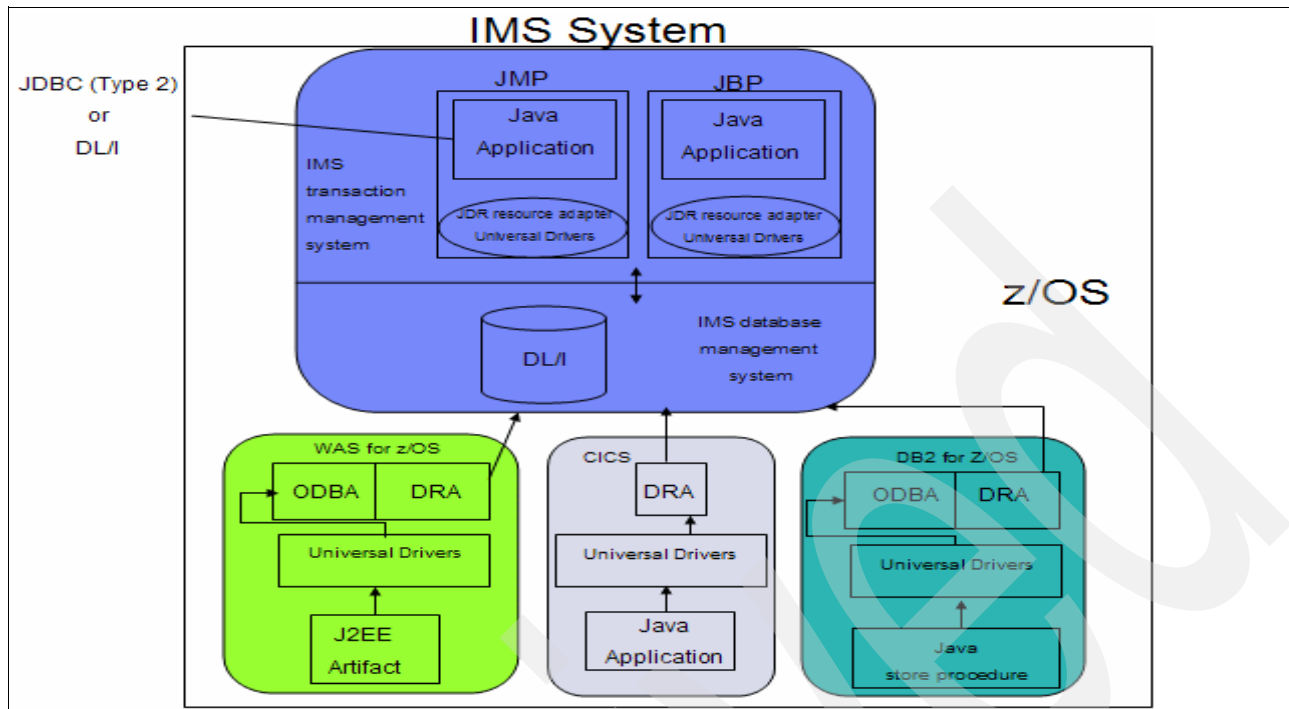 IMS System
JDBC (Type 2)
or
DL/I
JMP
Java
Application
JDR resource adapter
Universal Drivers
JBP
Java
Application
JDR resource adapter
Universal Drivers
IMS
transaction
management
system
z/OS
DL/I
IMS database
management
system
WAS for z/OS
ODBA
DRA
Universal Drivers
J2EE
Artifact
CICS
DRA
Universal Drivers
Java
Application
DB2 for Z/OS
ODBA
DRA
Universal Drivers
Java
store procedure